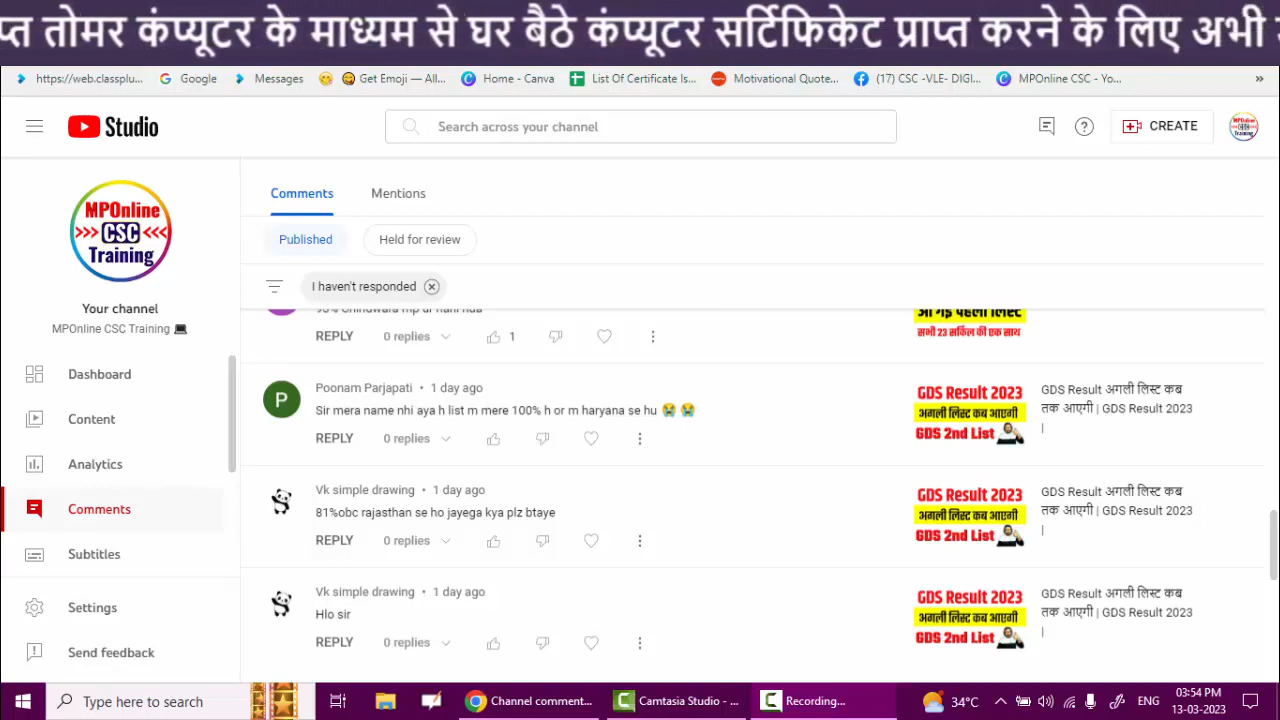 प्त तोमर कंप्यूटर के माध्यम से घर बैठे कंप्यूटर सर्टिफिकेट प्राप्त करने के लिए अभी
https://web.classplu... Google Messages Get Emoji — All... Home - Canva List Of Certificate Is... Motivational Quote... (17) CSC -VLE- DIGI... MPOnline CSC - Yo... »
Studio
Search across your channel
? CREATE
MPOnline
>>> CSC <<<
Training
Your channel
MPOnline CSC Training
Dashboard
Content
Analytics
Comments
Subtitles
Settings
Send feedback
Comments Mentions
Published Held for review
I haven't responded
REPLY 0 replies 1
सभी 23 सर्किल की एक साथ
P
Poonam Parjapati • 1 day ago
Sir mera name nhi aya h list m mere 100% h or m haryana se hu 😭 😭
REPLY 0 replies
GDS Result 2023
अगली लिस्ट कब आएगी
GDS 2nd List
GDS Result अगली लिस्ट कब
तक आएगी | GDS Result 2023
|
Vk simple drawing • 1 day ago
81%obc rajasthan se ho jayega kya plz btaye
REPLY 0 replies
GDS Result 2023
अगली लिस्ट कब आएगी
GDS 2nd List
GDS Result अगली लिस्ट कब
तक आएगी | GDS Result 2023
|
Vk simple drawing • 1 day ago
Hlo sir
REPLY 0 replies
GDS Result 2023
अगली लिस्ट कब आएगी
GDS 2nd List
GDS Result अगली लिस्ट कब
तक आएगी | GDS Result 2023
|
Type here to search
Channel comment...
Camtasia Studio - ...
Recording...
34°C
ENG
03:54 PM
13-03-2023